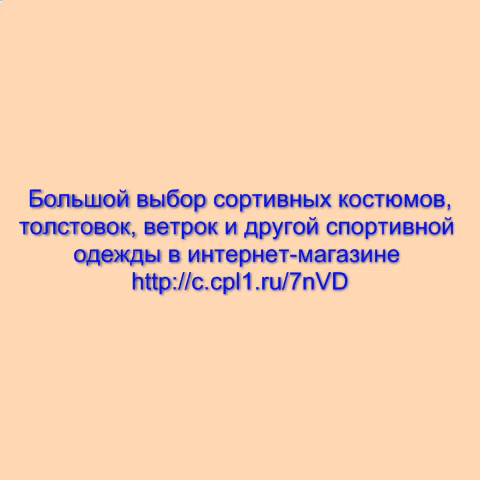 Большой выбор сортивных костюмов,
толстовок, ветрок и другой спортивной
одежды в интернет-магазине
http://c.cpl1.ru/7nVD